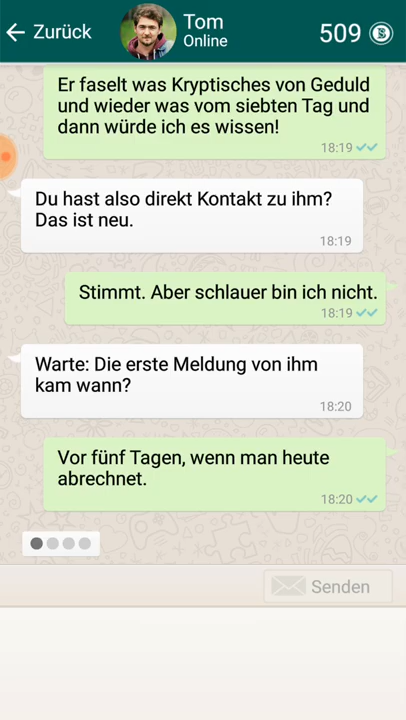 Zurück
Tom
Online
509
Er faselt was Kryptisches von Geduld
und wieder was vom siebten Tag und
dann würde ich es wissen!
18:19
Du hast also direkt Kontakt zu ihm?
Das ist neu.
18:19
Stimmt. Aber schlauer bin ich nicht.
18:19
Warte: Die erste Meldung von ihm
kam wann?
18:20
Vor fünf Tagen, wenn man heute
abrechnet.
18:20
Senden